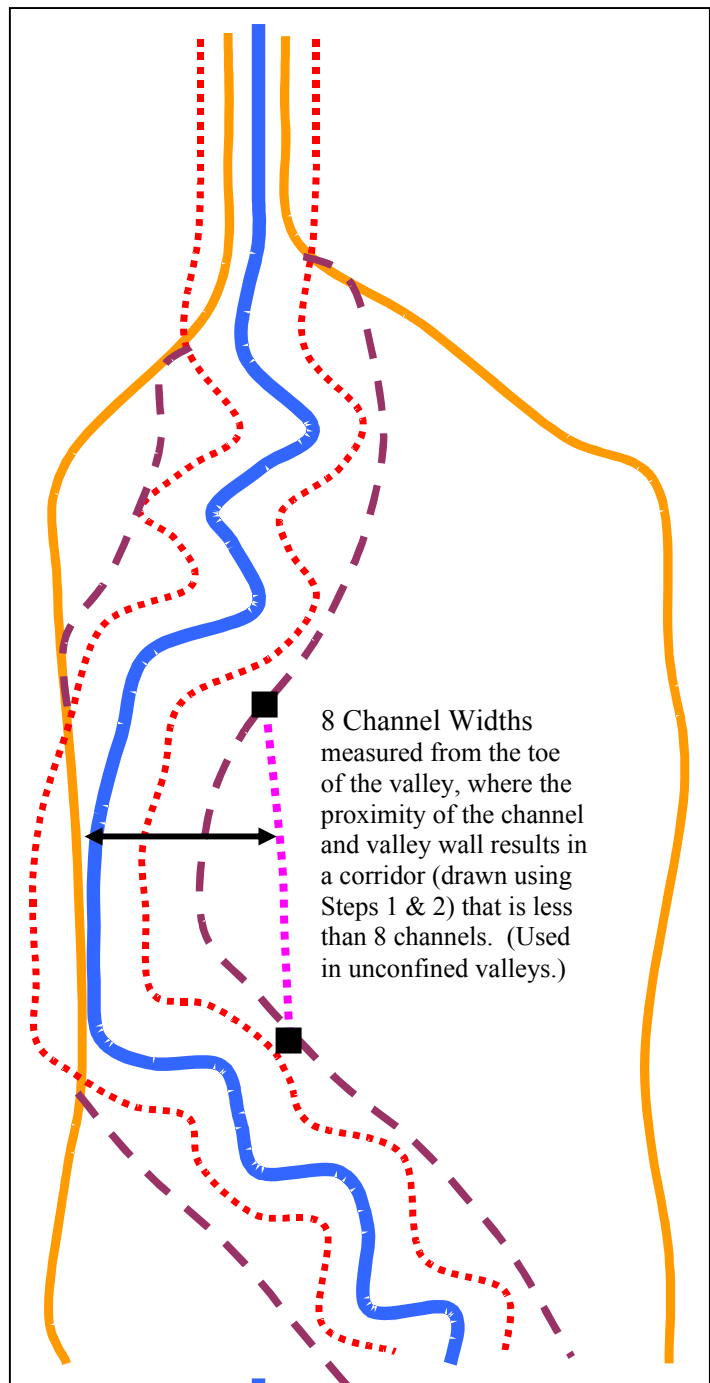 8 Channel Widths
measured from the toe
of the valley, where the
proximity of the channel
and valley wall results in
a corridor (drawn using
Steps 1 & 2) that is less
than 8 channels.  (Used
in unconfined valleys.)